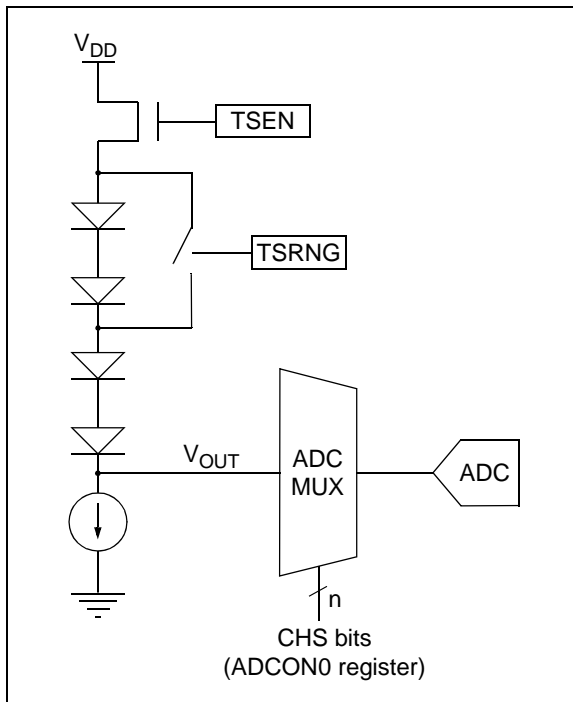 VDD
TSEN
TSRNG
VOUT
ADC
MUX
ADC
n
CHS bits
(ADCON0 register)